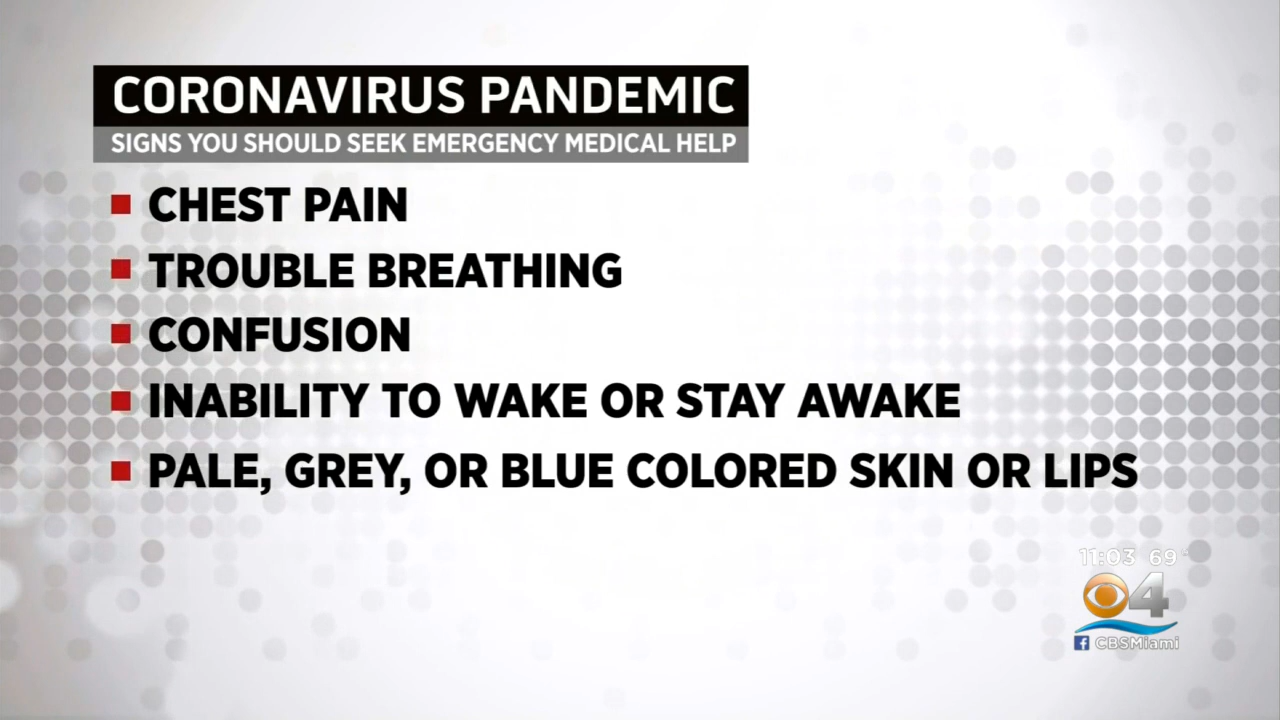 CORONAVIRUS PANDEMIC
SIGNS YOU SHOULD SEEK EMERGENCY MEDICAL HELP
CHEST PAIN
TROUBLE BREATHING
CONFUSION
INABILITY TO WAKE OR STAY AWAKE
PALE, GREY, OR BLUE COLORED SKIN OR LIPS
11:03 69°
4
f CBSMiami